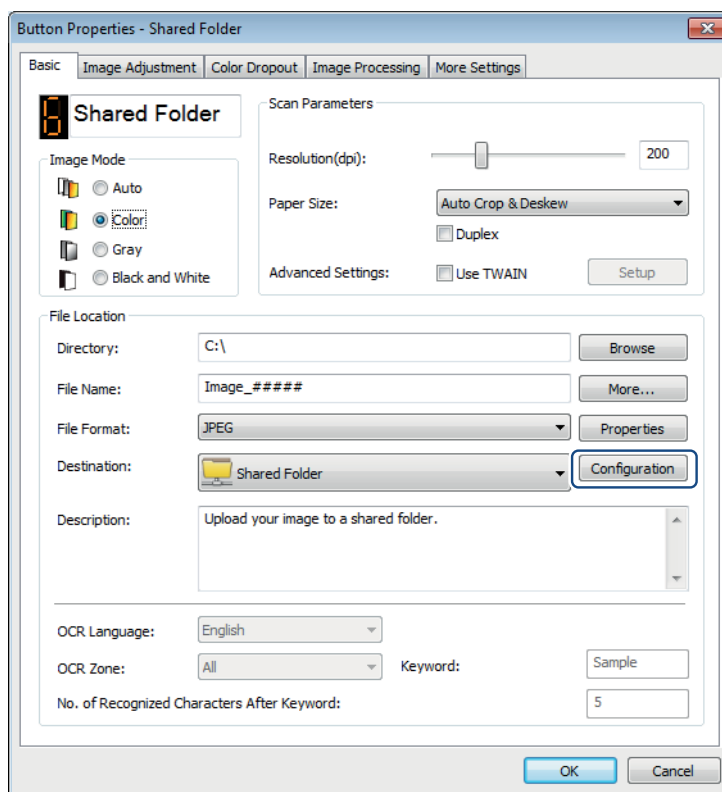 Button Properties - Shared Folder
Basic Image Adjustment Color Dropout Image Processing More Settings
6 Shared Folder
Scan Parameters
Image Mode
Auto
Color
Gray
Black and White
Resolution(dpi): 200
Paper Size: Auto Crop & Deskew
Duplex
Advanced Settings: Use TWAIN Setup
File Location
Directory: C:\ Browse
File Name: Image_##### More...
File Format: JPEG Properties
Destination: Shared Folder Configuration
Description: Upload your image to a shared folder.
OCR Language: English
OCR Zone: All Keyword: Sample
No. of Recognized Characters After Keyword: 5
OK Cancel